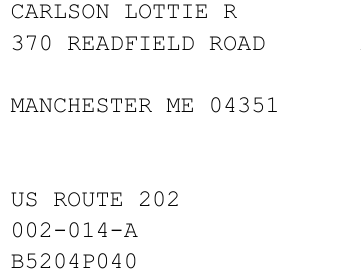 CARLSON LOTTIE R
370 READFIELD ROAD
MANCHESTER ME 04351
US ROUTE 202
002-014-A
B5204P040